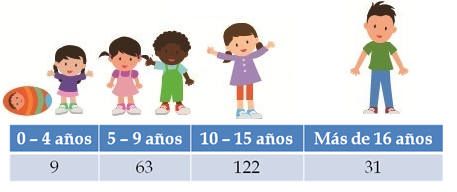 0 – 4 años 5 – 9 años 10 – 15 años Más de 16 años
9 63 122 31